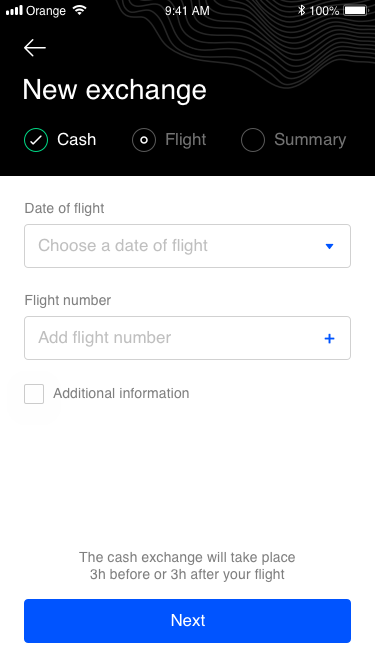 Orange 9:41 AM 100%
New exchange
Cash Flight Summary
Date of flight
Choose a date of flight
Flight number
Add flight number
Additional information
The cash exchange will take place
3h before or 3h after your flight
Next